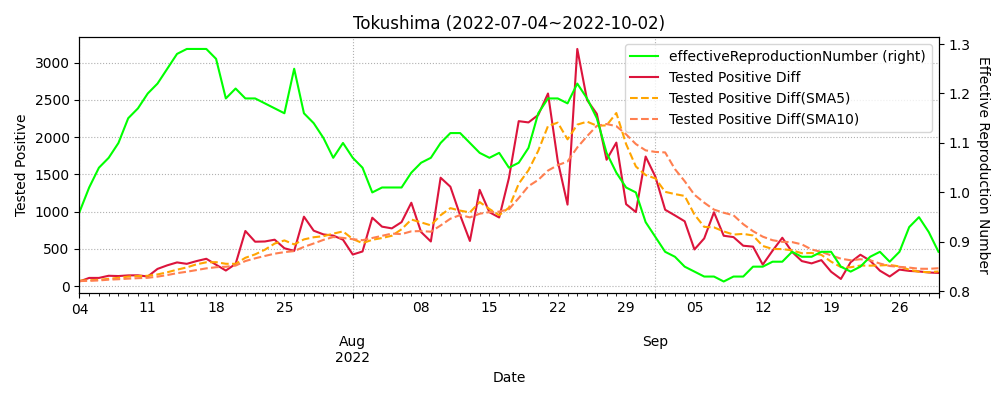 Tokushima (2022-07-04~2022-10-02)
effectiveReproductionNumber (right)
Tested Positive Diff
Tested Positive Diff(SMA5)
Tested Positive Diff(SMA10)
Tested Positive
3000
2500
2000
1500
1000
500
0
1.3
1.2
1.1
1.0
0.9
0.8
Effective Reproduction Number
04 11 18 25 08 15 22 29 05 12 19 26
Aug Sep
2022
Date